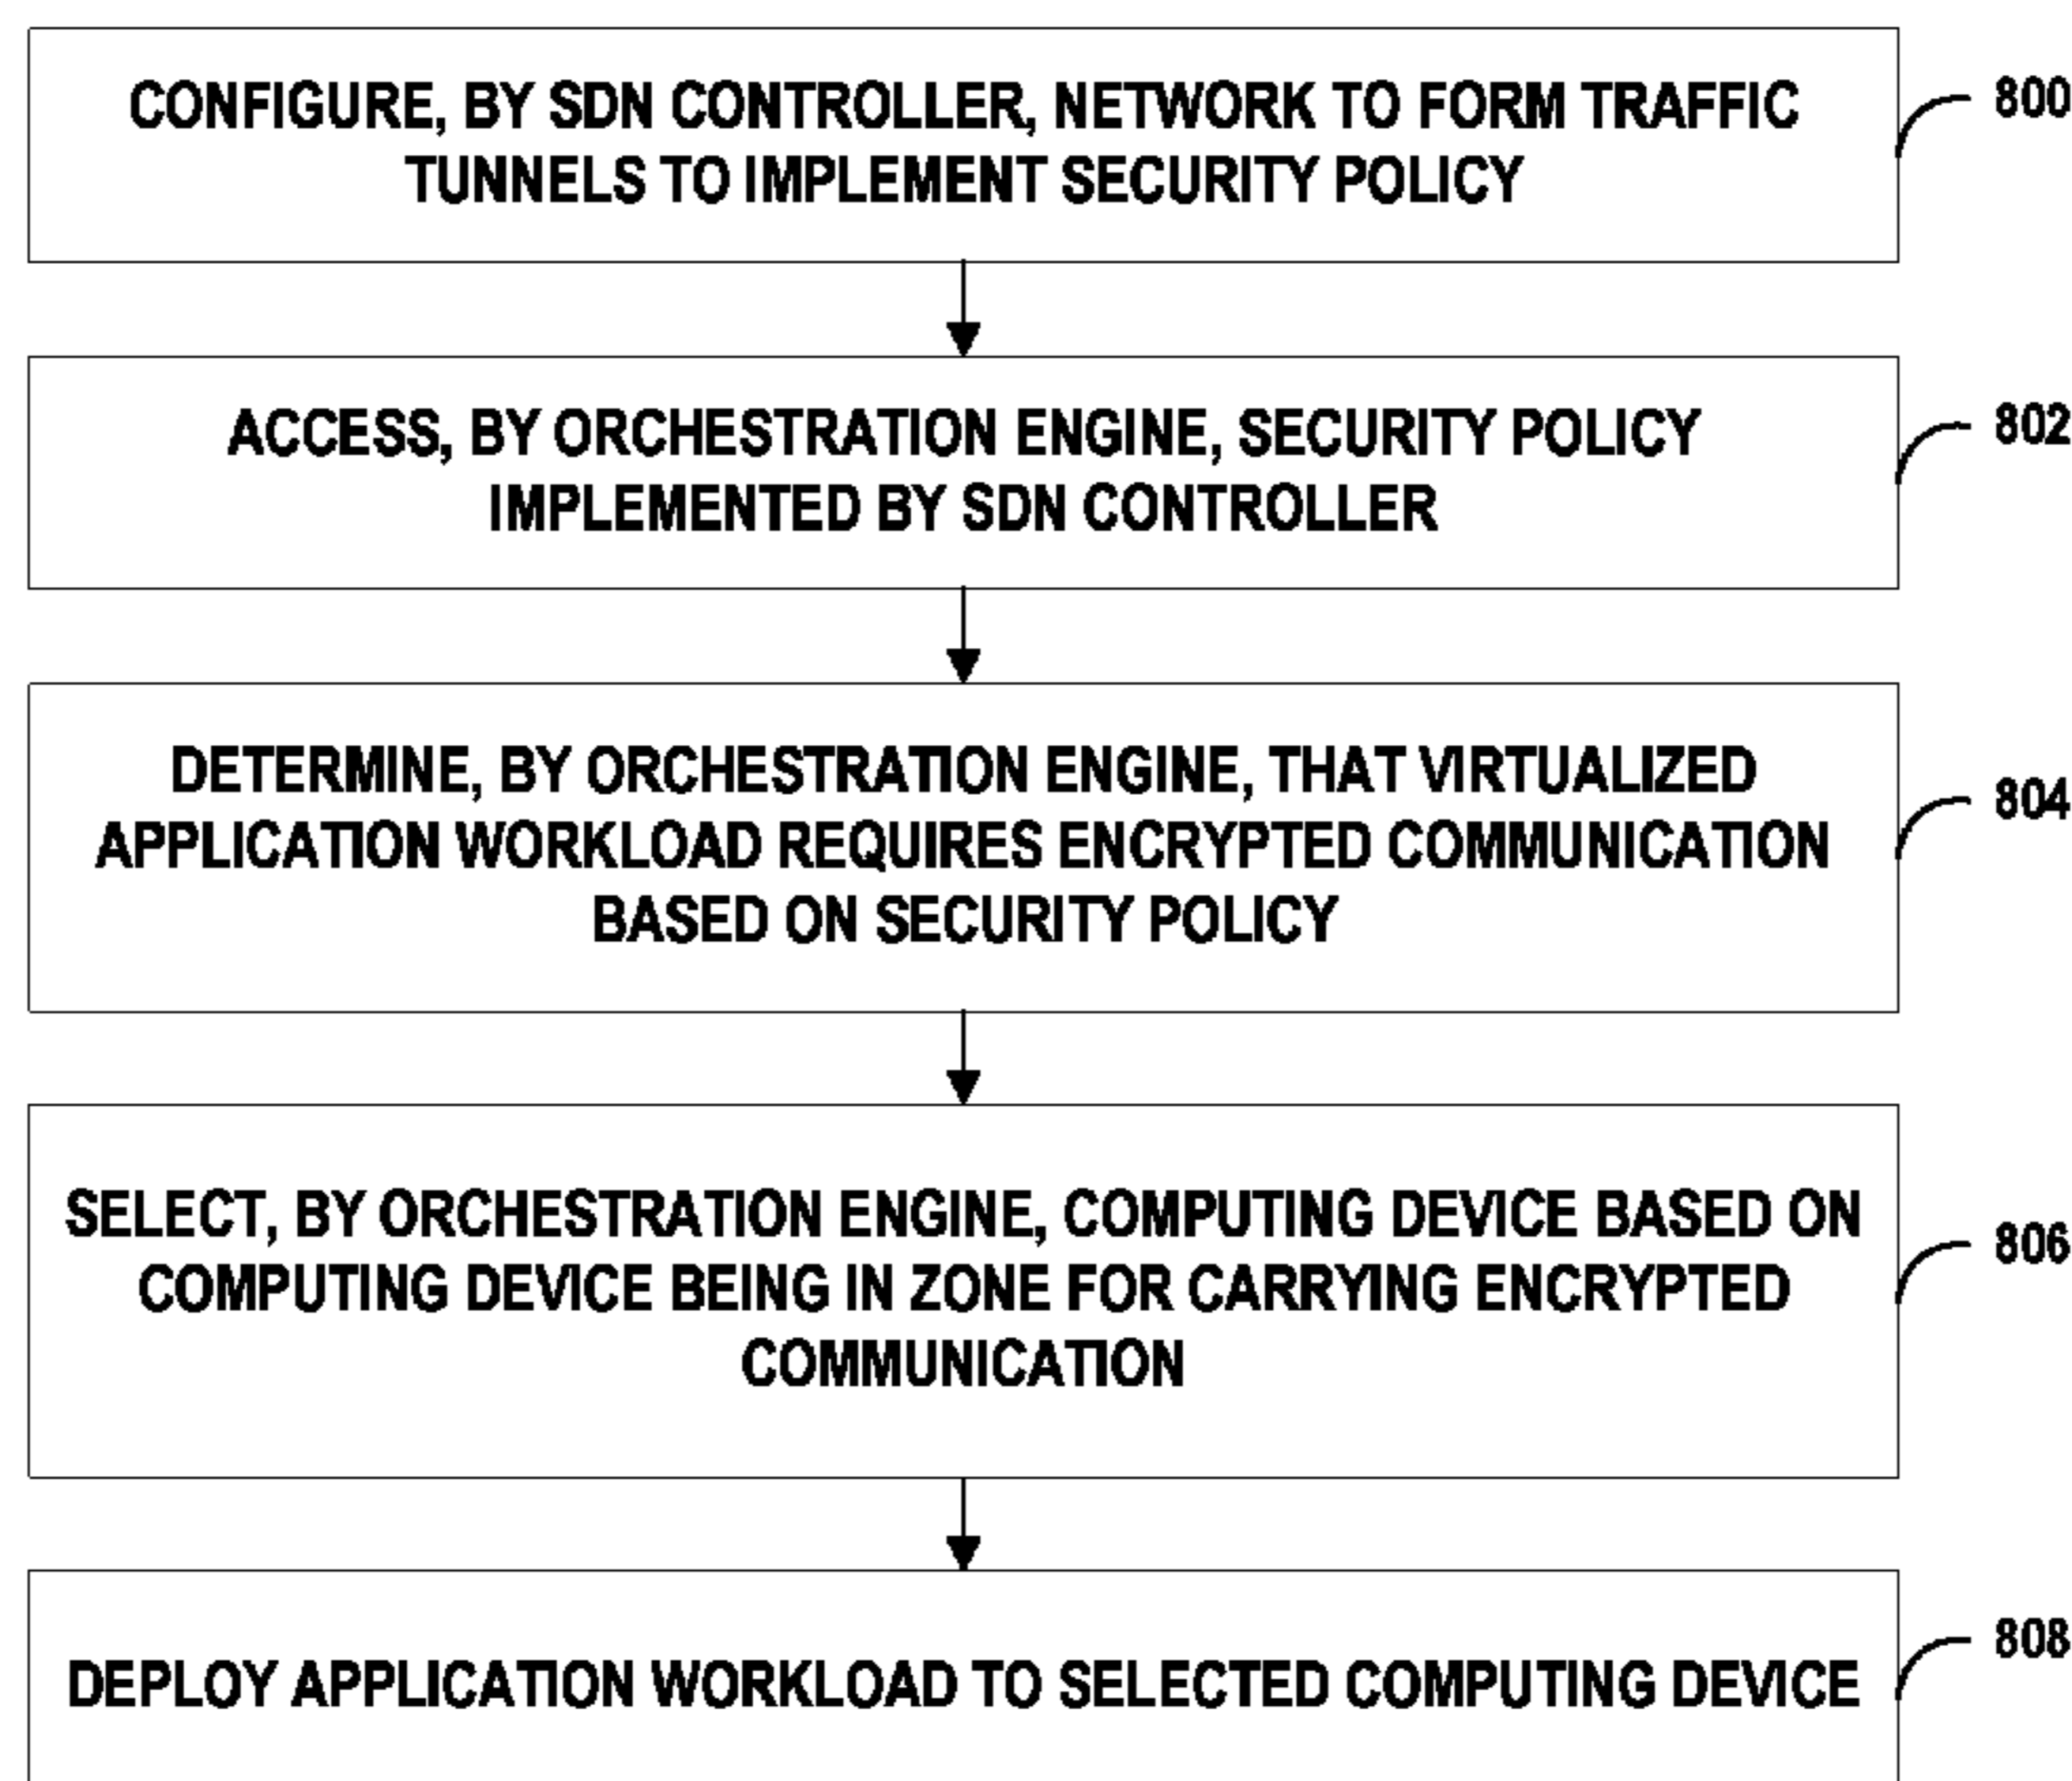 CONFIGURE, BY SDN CONTROLLER, NETWORK TO FORM TRAFFIC
TUNNELS TO IMPLEMENT SECURITY POLICY
800
ACCESS, BY ORCHESTRATION ENGINE, SECURITY POLICY
IMPLEMENTED BY SDN CONTROLLER
802
DETERMINE, BY ORCHESTRATION ENGINE, THAT VIRTUALIZED
APPLICATION WORKLOAD REQUIRES ENCRYPTED COMMUNICATION
BASED ON SECURITY POLICY
804
SELECT, BY ORCHESTRATION ENGINE, COMPUTING DEVICE BASED ON
COMPUTING DEVICE BEING IN ZONE FOR CARRYING ENCRYPTED
COMMUNICATION
806
DEPLOY APPLICATION WORKLOAD TO SELECTED COMPUTING DEVICE
808